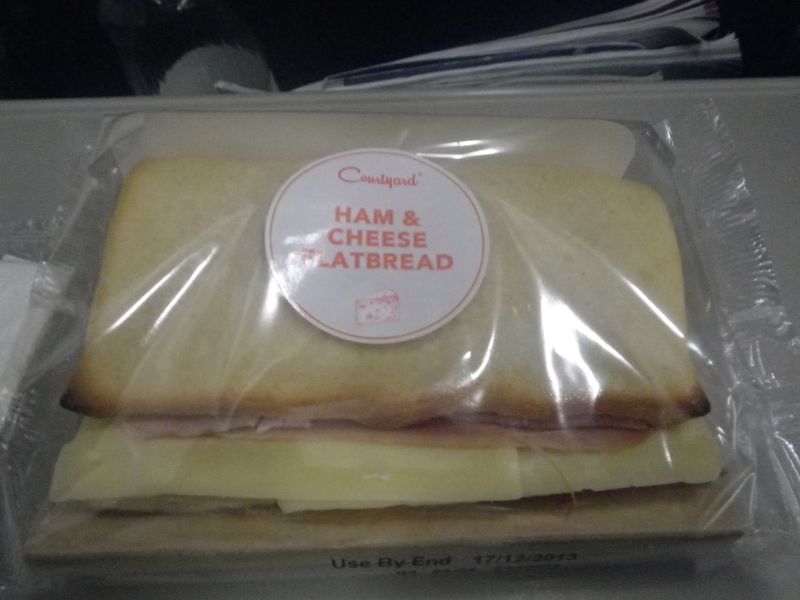 Courtyard®
HAM &
CHEESE
FLATBREAD
Use By End 17/12/2013